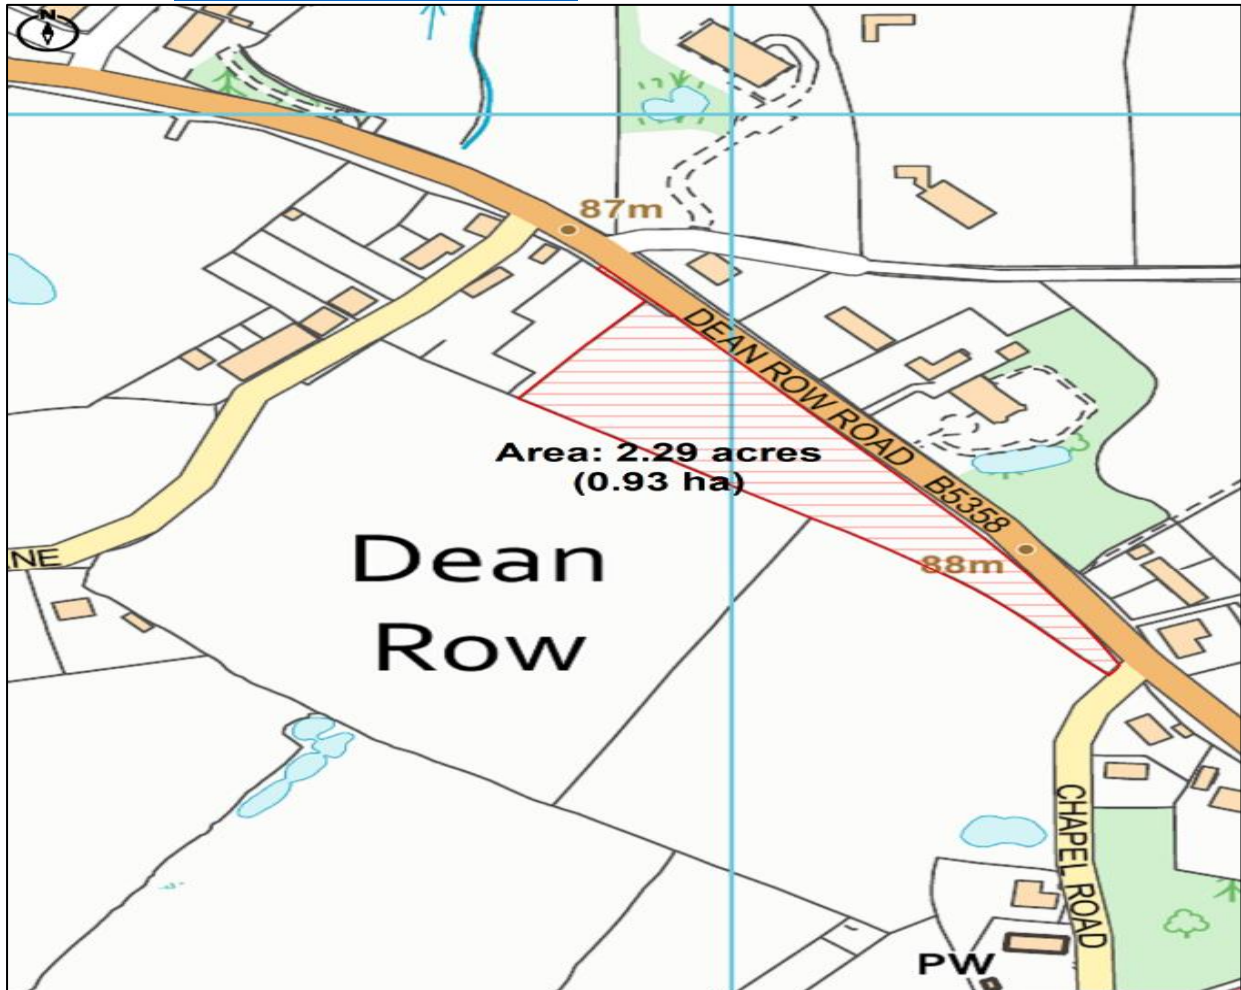 N
87m
DEAN ROW ROAD B5358
Area: 2.29 acres
(0.93 ha)
Dean
Row
88m
NE
CHAPEL ROAD
PW